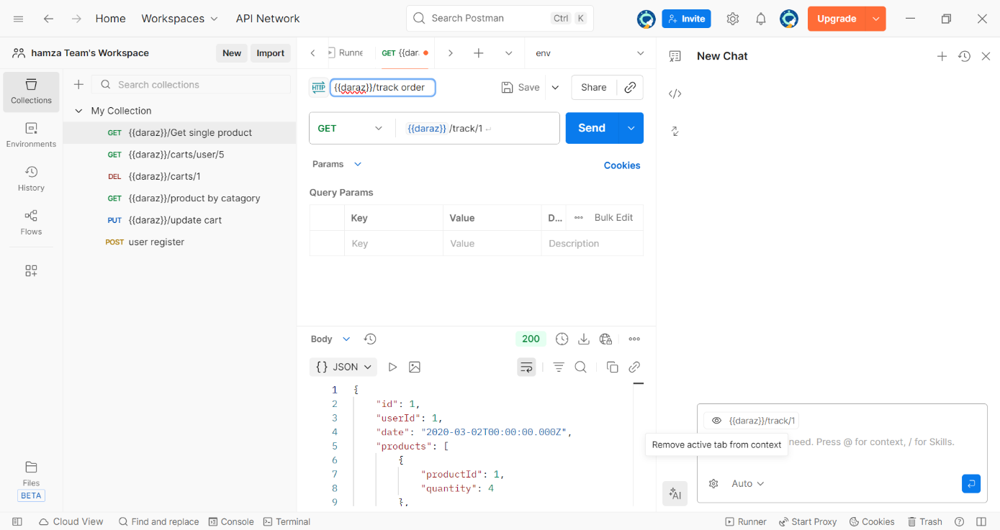 Home Workspaces API Network Search Postman Ctrl K Invite Upgrade
hamza Team's Workspace New Import Runne GET {{dar. env New Chat
Collections Search collections {{daraz}}/track order Save Share
HTTP
My Collection
GET {{daraz}}/Get single product GET {{daraz}} /track/1 Send
Environments GET {{daraz}}/carts/user/5
Params Cookies
DEL {{daraz}}/carts/1
History Query Params
GET {{daraz}}/product by catagory
PUT {{daraz}}/update cart Key Value D... Bulk Edit
Flows
POST user register Key Value Description
Body 200
{} JSON
1 {
2 "id": 1,
3 "userId": 1,
4 "date": "2020-03-02T00:00:00.000Z",
5 "products": [
6 {
7 "productId": 1,
8 "quantity": 4
9 },
{{daraz}}/track/1
Remove active tab from context need. Press @ for context, / for Skills.
Files Auto
BETA AI
Cloud View Find and replace Console Terminal Runner Start Proxy Cookies Trash